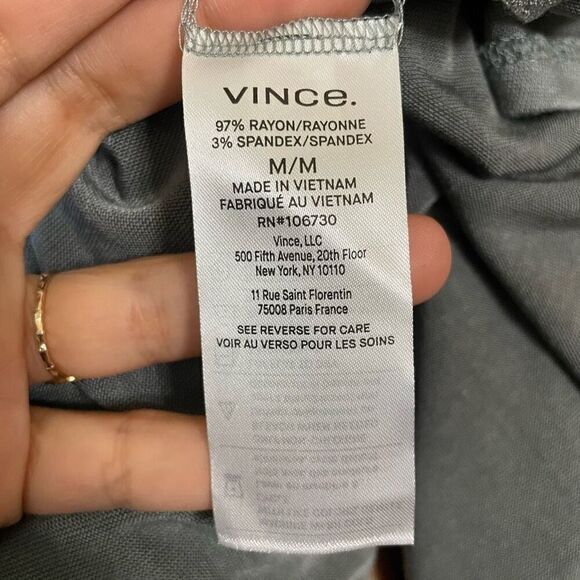 VINCe.
97% RAYON/RAYONNE
3% SPANDEX/SPANDEX
M/M
MADE IN VIETNAM
FABRIQUÉ AU VIETNAM
RN#106730
Vince, LLC
500 Fifth Avenue, 20th Floor
New York, NY 10110
11 Rue Saint Florentin
75008 Paris France
SEE REVERSE FOR CARE
VOIR AU VERSO POUR LES SOINS